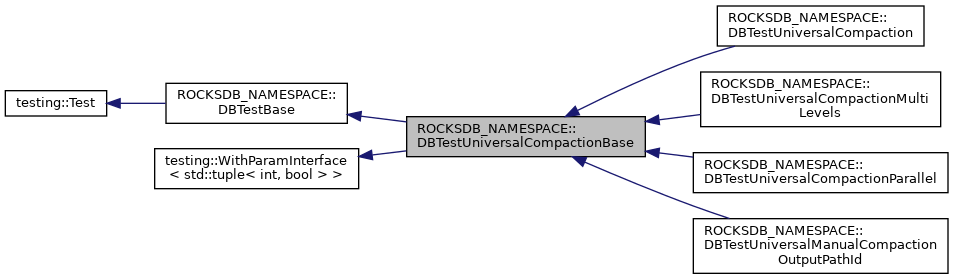 ROCKSDB_NAMESPACE::
DBTestUniversalCompaction
ROCKSDB_NAMESPACE::
DBTestUniversalCompactionMulti
Levels
ROCKSDB_NAMESPACE::
DBTestBase
testing::Test
ROCKSDB_NAMESPACE::
DBTestUniversalCompactionBase
testing::WithParamInterface
< std::tuple< int, bool > >
ROCKSDB_NAMESPACE::
DBTestUniversalCompactionParallel
ROCKSDB_NAMESPACE::
DBTestUniversalManualCompaction
OutputPathId